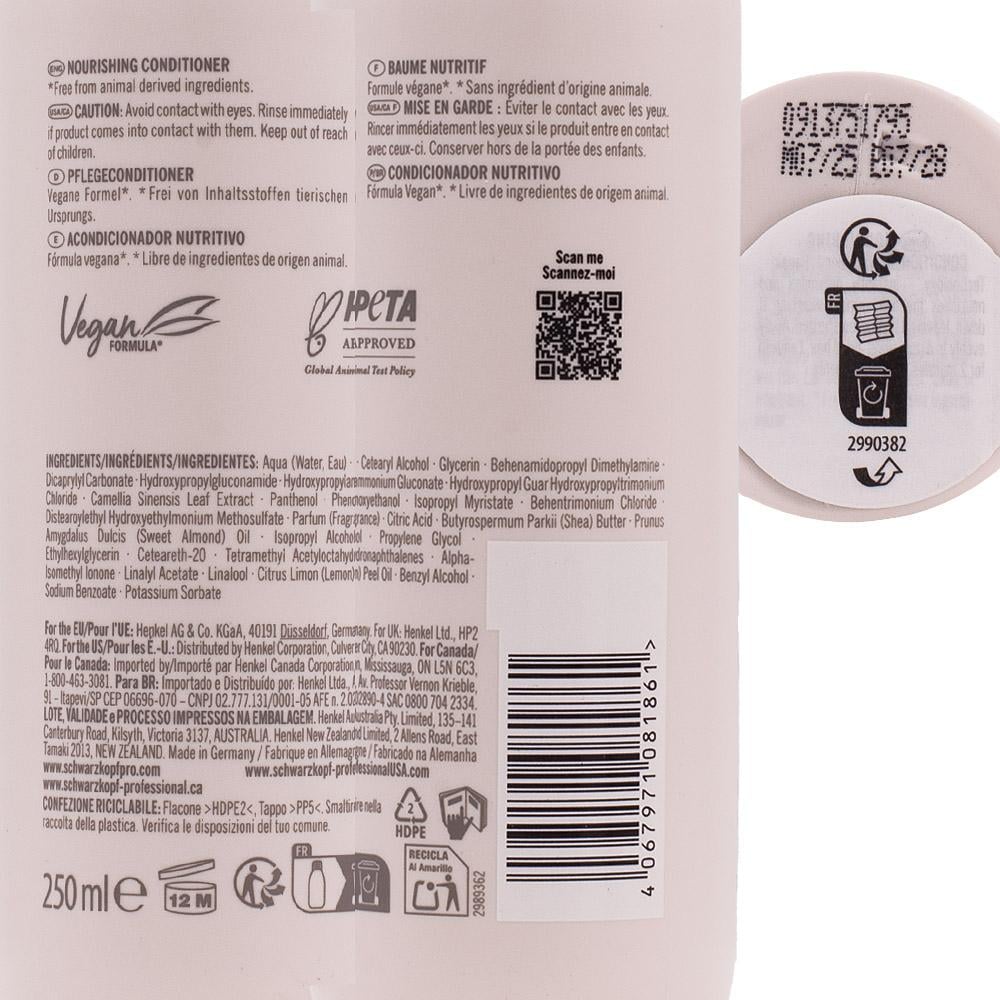 ENG NOURISHING CONDITIONER
*Free from animal derived ingredients.
USA/CA CAUTION: Avoid contact with eyes. Rinse immediately
if product comes into contact with them. Keep out of reach
of children.
D PFLEGECONDITIONER
Vegane Formel*. * Frei von Inhaltsstoffen tierischen
Ursprungs.
E ACONDICIONADOR NUTRITIVO
Fórmula vegana*. * Libre de ingredientes de origen animal.
F BAUME NUTRITIF
Formule végane*. * Sans ingrédient d'origine animale.
USA/CA F MISE EN GARDE : Éviter le contact avec les yeux.
Rincer immédiatement les yeux si le produit entre en contact
avec ceux-ci. Conserver hors de la portée des enfants.
P/BR CONDICIONADOR NUTRITIVO
Fórmula Vegan*. * Livre de ingredientes de origem animal.
Vegan
FORMULA*
PETA
APPROVED
Global Animal Test Policy
Scan me
Scannez-moi
INGREDIENTS/INGRÉDIENTS/INGREDIENTES: Aqua (Water, Eau) · Cetearyl Alcohol · Glycerin · Behenamidopropyl Dimethylamine ·
Dicaprylyl Carbonate · Hydroxypropylgluconamide · Hydroxypropylammonium Gluconate · Hydroxypropyl Guar Hydroxypropyltrimonium
Chloride · Camellia Sinensis Leaf Extract · Panthenol · Phenoxyethanol · Isopropyl Myristate · Behentrimonium Chloride ·
Distearoylethyl Hydroxyethylmonium Methosulfate · Parfum (Fragrance) · Citric Acid · Butyrospermum Parkii (Shea) Butter · Prunus
Amygdalus Dulcis (Sweet Almond) Oil · Isopropyl Alcohol · Propylene Glycol ·
Ethylhexylglycerin · Ceteareth-20 · Tetramethyl Acetyloctahydronaphthalenes · Alpha-
Isomethyl Ionone · Linalyl Acetate · Linalool · Citrus Limon (Lemon) Peel Oil · Benzyl Alcohol ·
Sodium Benzoate · Potassium Sorbate
For the EU/Pour l'UE: Henkel AG & Co. KGaA, 40191 Düsseldorf, Germany. For UK: Henkel Ltd., HP2
4RQ. For the US/Pour les É.-U.: Distributed by Henkel Corporation, Culver City, CA 90230. For Canada/
Pour le Canada: Imported by/Importé par Henkel Canada Corporation, Mississauga, ON L5N 6C3,
1-800-463-3081. Para BR: Importado e Distribuído por: Henkel Ltda., Av. Professor Vernon Krieble,
91 - Itapevi/SP CEP 06696-070 – CNPJ 02.777.131/0001-05 AFE n. 2.02890-4 SAC 0800 704 2334.
LOTE, VALIDADE e PROCESSO IMPRESSOS NA EMBALAGEM. Henkel Australia Pty. Limited, 135–141
Canterbury Road, Kilsyth, Victoria 3137, AUSTRALIA. Henkel New Zealand Limited, 2 Allens Road, East
Tamaki 2013, NEW ZEALAND. Made in Germany / Fabriqué en Allemagne / Fabricado na Alemanha
www.schwarzkopfpro.com www.schwarzkopf-professionalUSA.com
www.schwarzkopf-professional.ca
CONFEZIONE RICICLABILE: Flacone >HDPE2<, Tappo >PP5<. Smaltire nella
raccolta della plastica. Verifica le disposizioni del tuo comune.
2
HDPE
250 ml e
12 M
FR
RECICLA
Al Amarillo
2989362
4 067971 081861 >
0913751795
M07/25 E07/28
FR
2990382